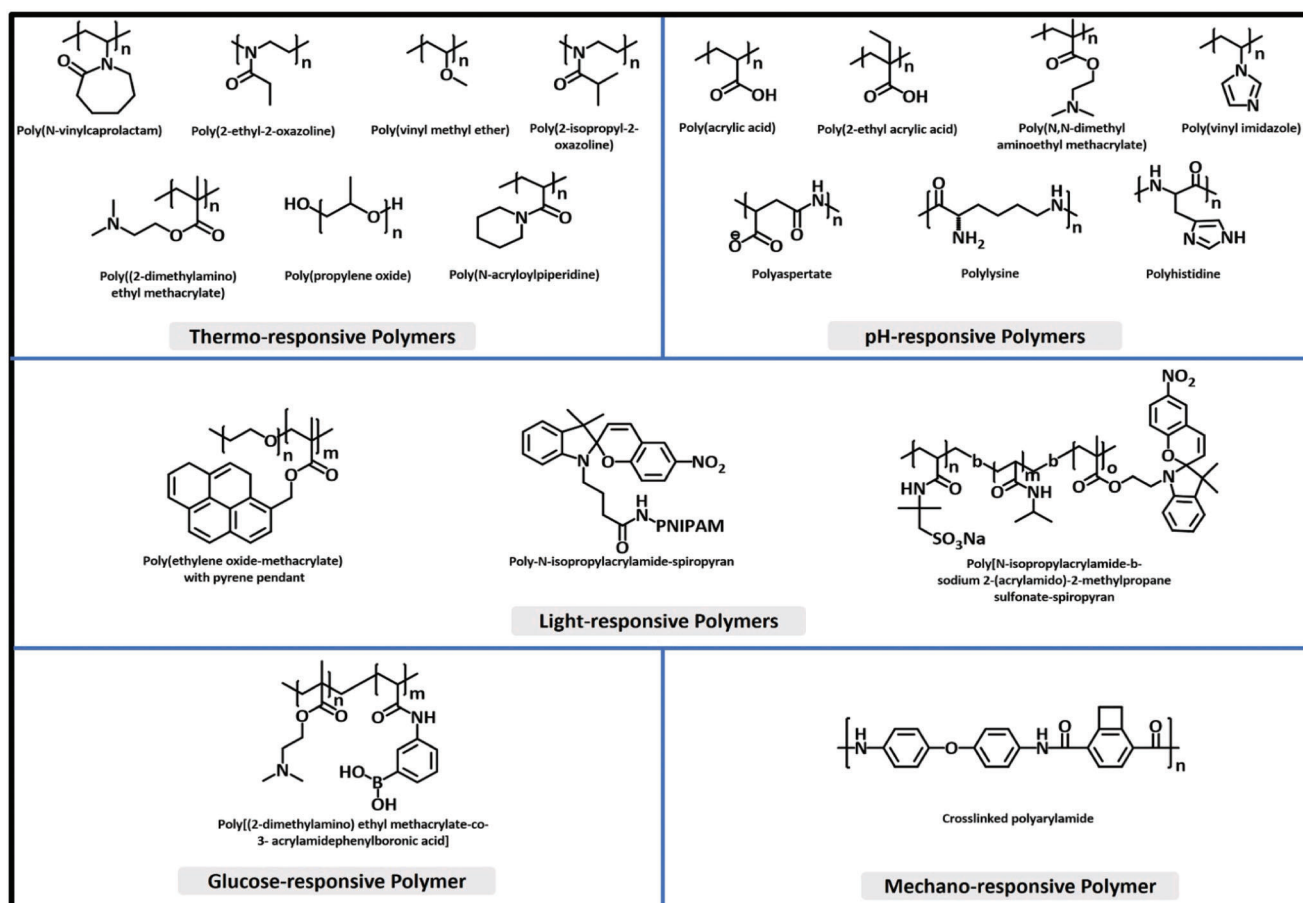 Poly(N-vinylcaprolactam)
Poly(2-ethyl-2-oxazoline)
Poly(vinyl methyl ether)
Poly(2-isopropyl-2-
oxazoline)
Poly((2-dimethylamino)
ethyl methacrylate)
Poly(propylene oxide)
Poly(N-acryloylpiperidine)
Thermo-responsive Polymers
Poly(acrylic acid)
Poly(2-ethyl acrylic acid)
Poly(N,N-dimethyl
aminoethyl methacrylate)
Poly(vinyl imidazole)
Polyaspertate
Polylysine
Polyhistidine
pH-responsive Polymers
Poly(ethylene oxide-methacrylate)
with pyrene pendant
NO2
PNIPAM
Poly-N-isopropylacrylamide-spiropyran
NO2
SO3Na
Poly[N-isopropylacrylamide-b-
sodium 2-(acrylamido)-2-methylpropane
sulfonate-spiropyran
Light-responsive Polymers
Poly[(2-dimethylamino) ethyl methacrylate-co-
3- acrylamidephenylboronic acid]
Glucose-responsive Polymer
Crosslinked polyarylamide
Mechano-responsive Polymer